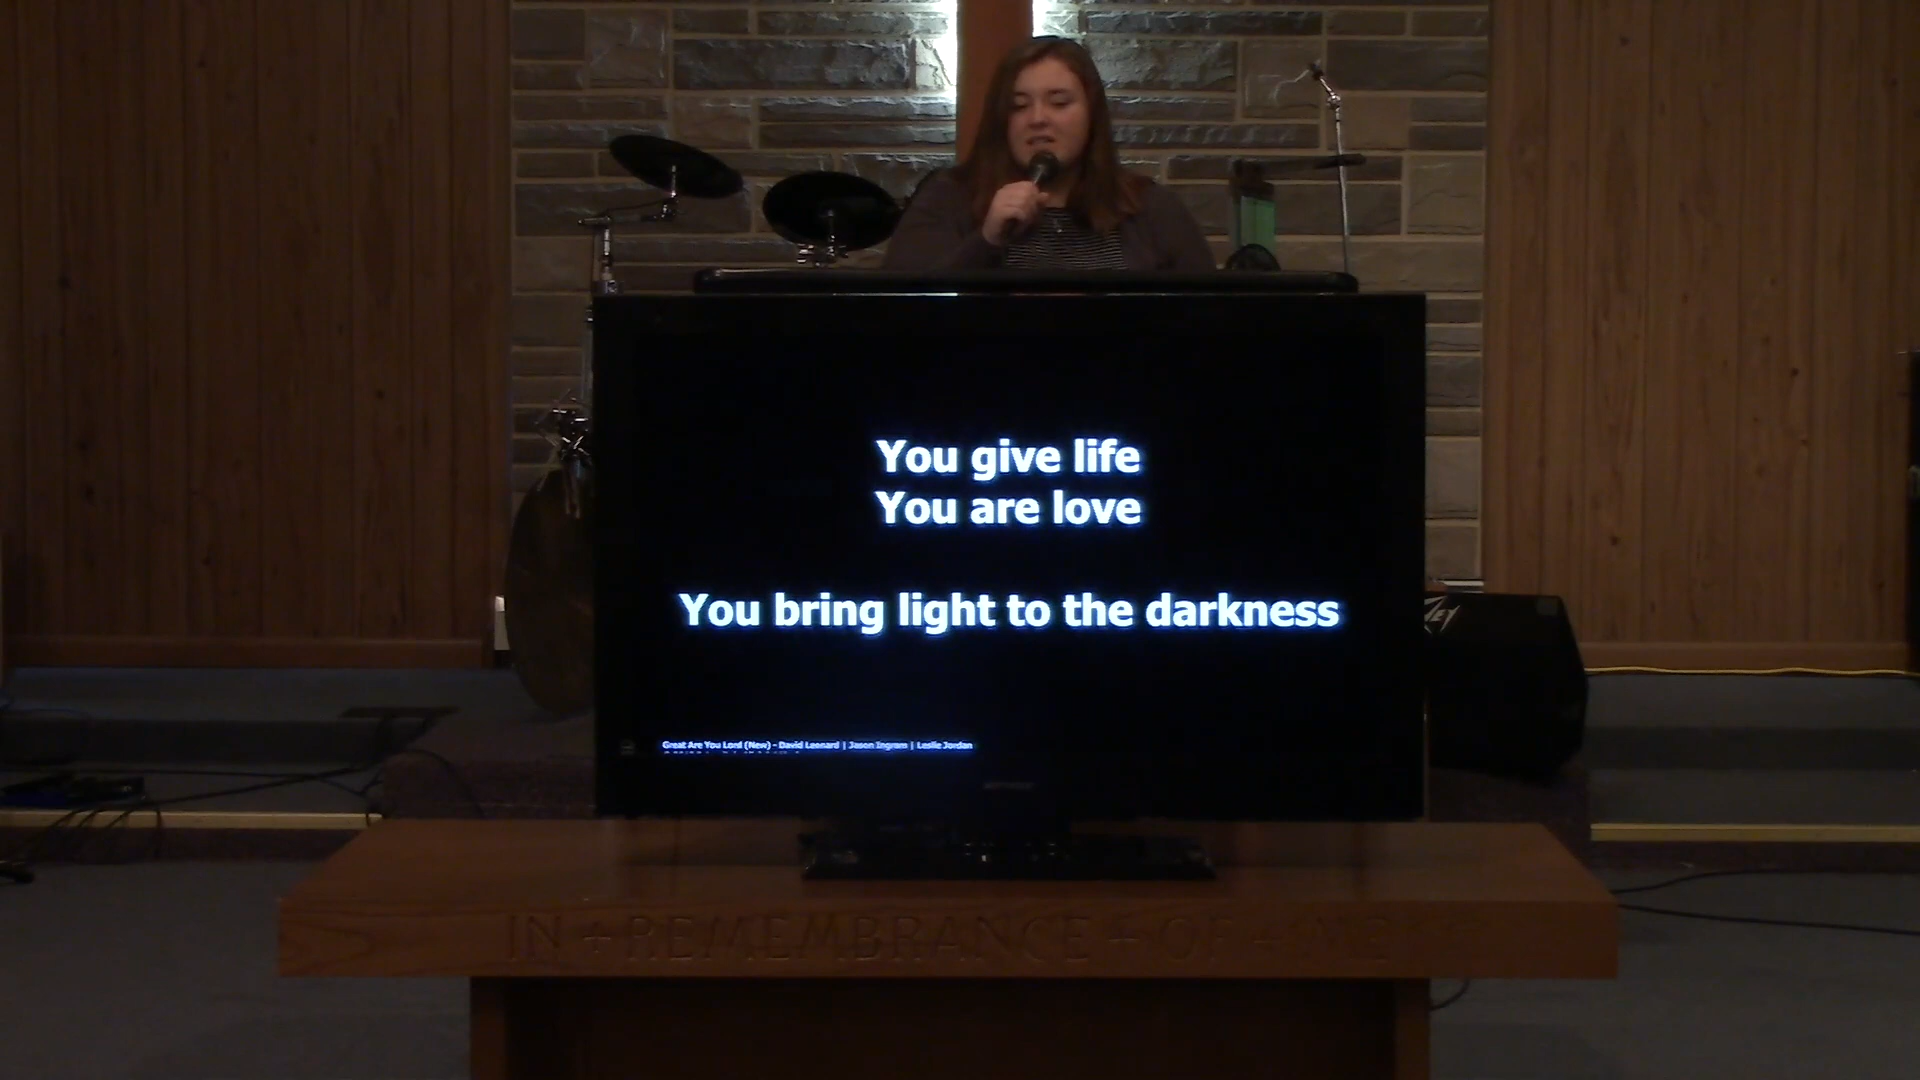 You give life
You are love
You bring light to the darkness
Great Are You Lord (New) - David Leonard | Jason Ingram | Leslie Jordan
IN + REMEMBRANCE + OF + ME